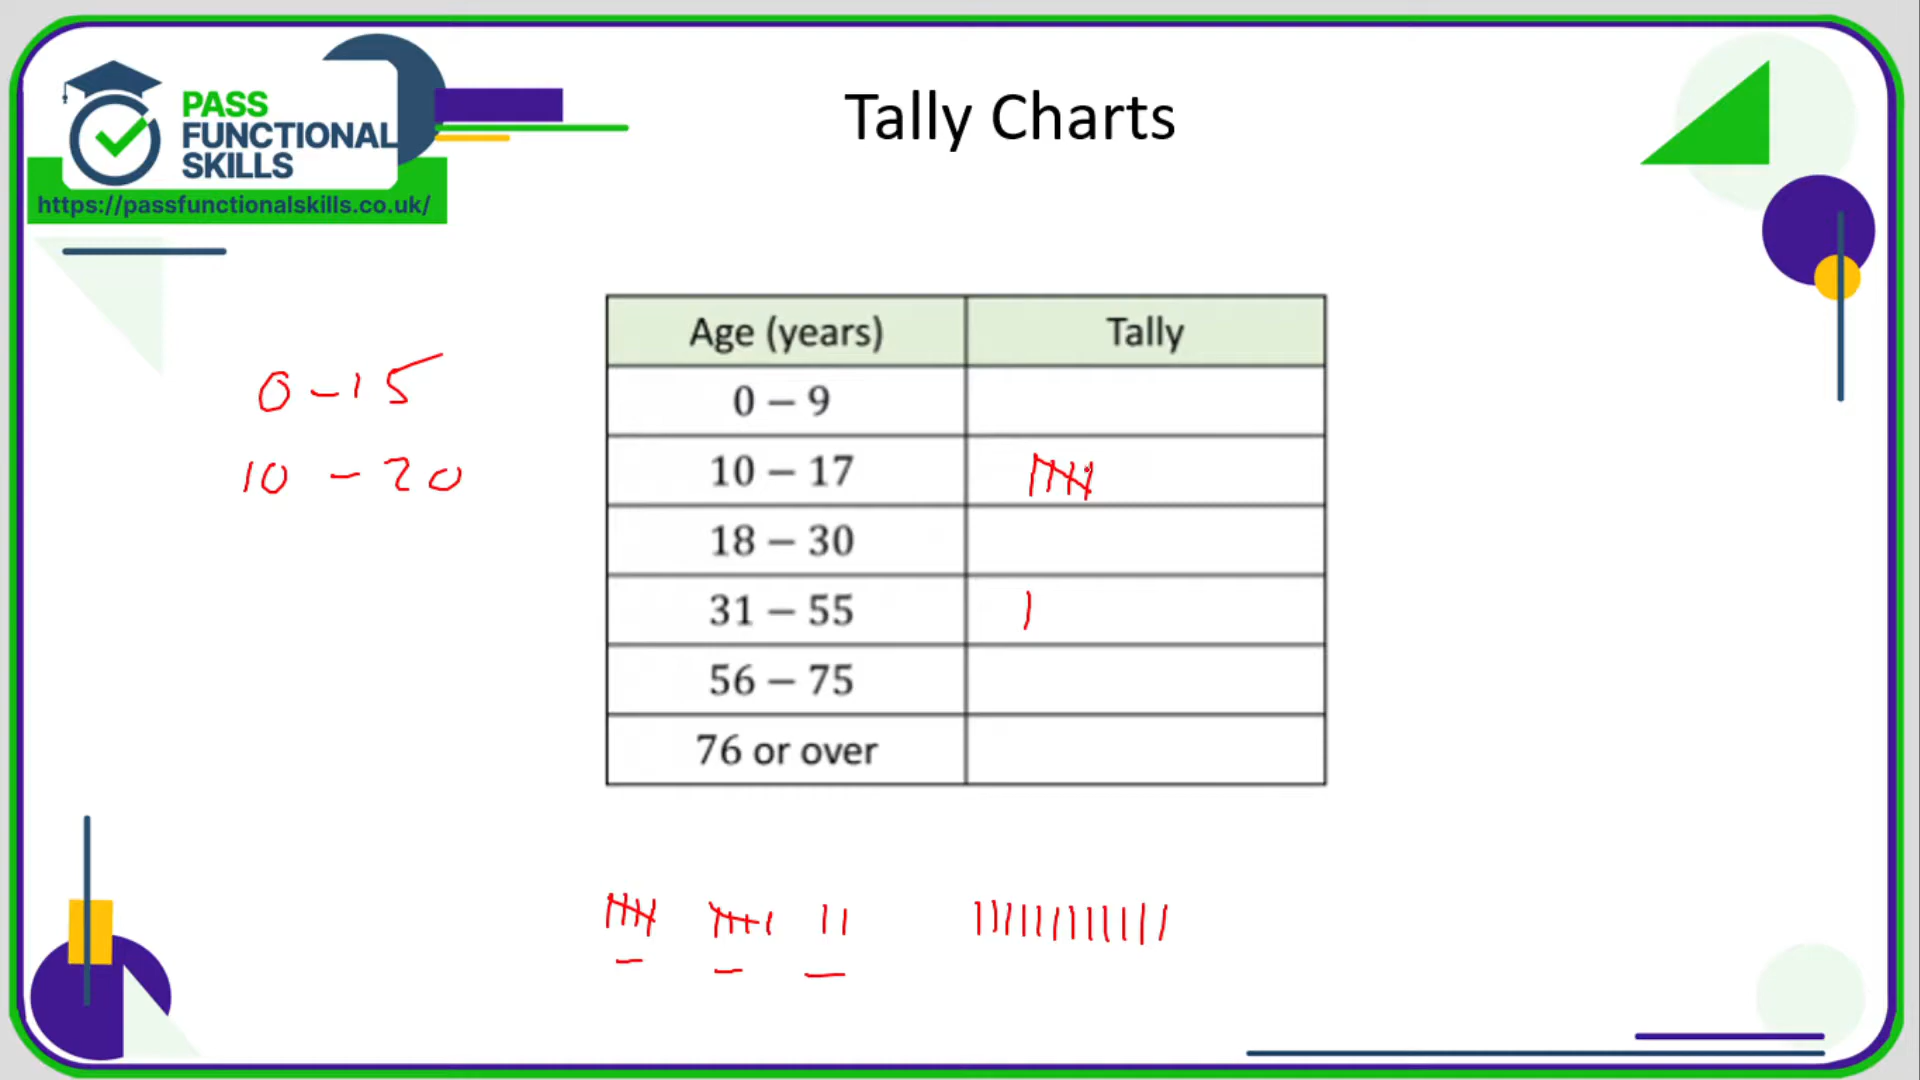 PASS
FUNCTIONAL
SKILLS
https://passfunctionalskills.co.uk/
Tally Charts
Age (years) Tally
0 – 9
10 – 17
18 – 30
31 – 55
56 – 75
76 or over
0 – 15
10 – 20